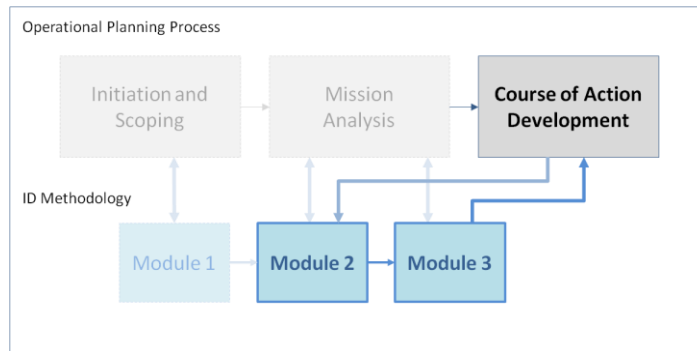 Operational Planning Process
Initiation and
Scoping
Mission
Analysis
Course of Action
Development
ID Methodology
Module 1
Module 2
Module 3